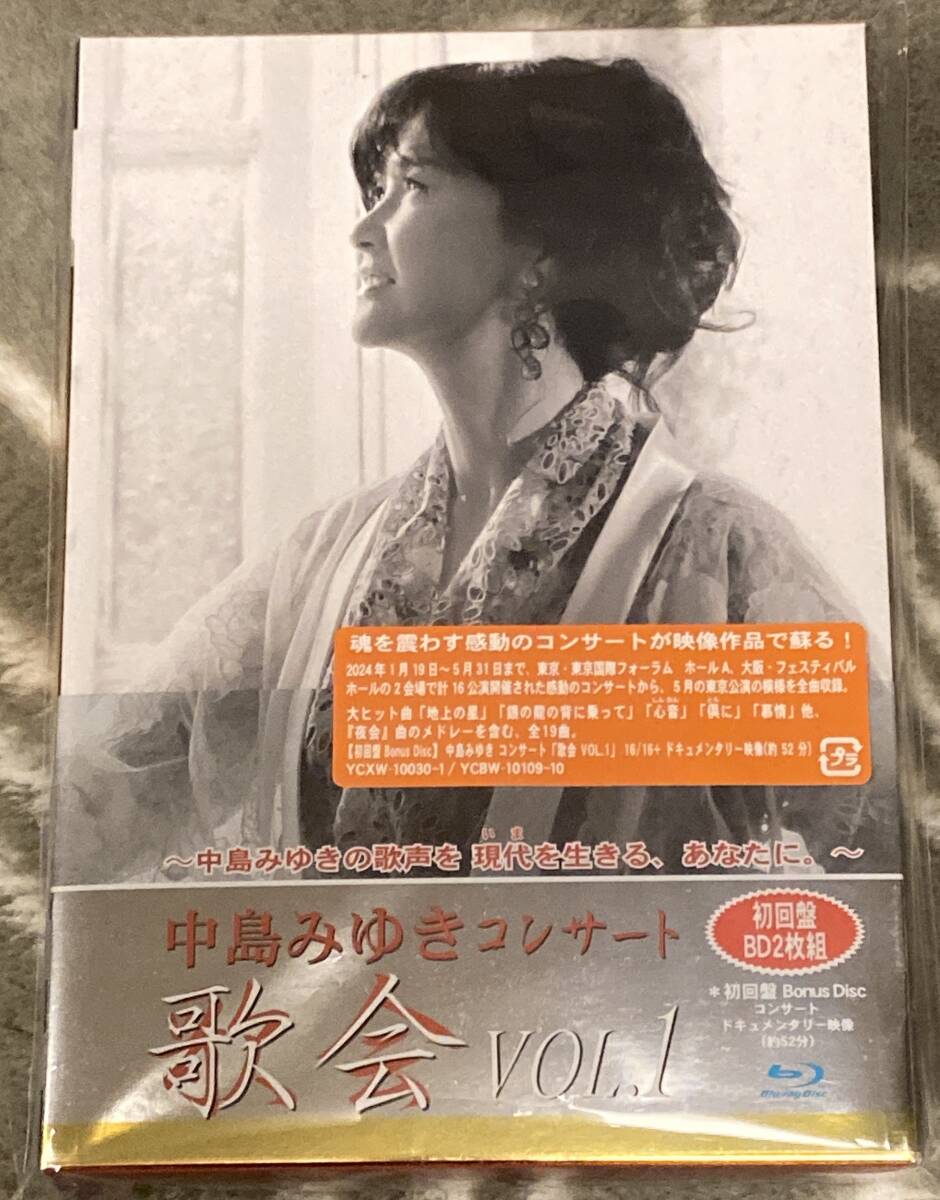 魂を震わす感動のコンサートが映像作品で蘇る！
2024年1月19日〜5月31日まで、東京・東京国際フォーラム ホールA、大阪・フェスティバル
ホールの2会場で計16公演開催された感動のコンサートから、5月の東京公演の模様を全曲収録。
大ヒット曲「地上の星」「銀の龍の背に乗って」「心音」「倶に」「慕情」他、
『夜会』曲のメドレーを含む、全19曲。
【初回盤 Bonus Disc】 中島みゆき コンサート「歌会 VOL.1」 16/16+ ドキュメンタリー映像(約 52 分)
YCXW-10030-1 / YCBW-10109-10
プラ
いま
〜中島みゆきの歌声を 現代を生きる、あなたに。〜
中島みゆきコンサート
歌会 VOL.1
初回盤
BD2枚組
＊初回盤 Bonus Disc
コンサート
ドキュメンタリー映像
(約52分)
Blu-ray Disc